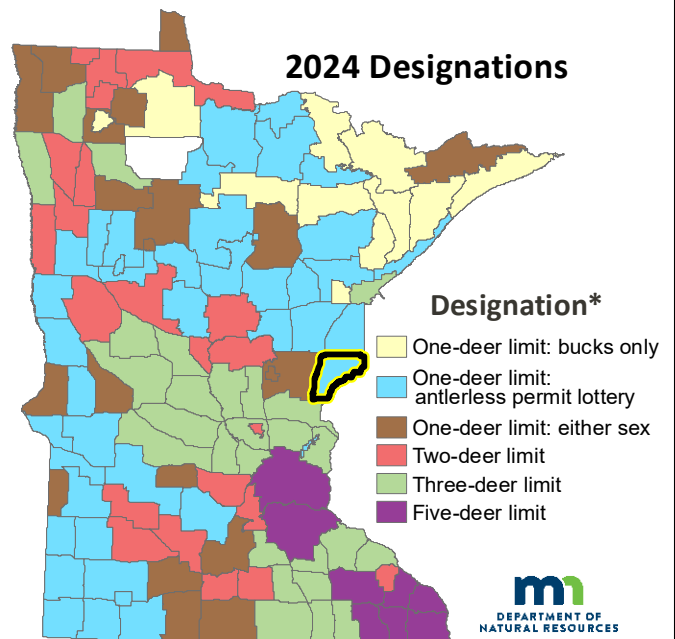 2024 Designations
Designation*
One-deer limit: bucks only
One-deer limit:
antlerless permit lottery
One-deer limit: either sex
Two-deer limit
Three-deer limit
Five-deer limit
mn
DEPARTMENT OF
NATURAL RESOURCES